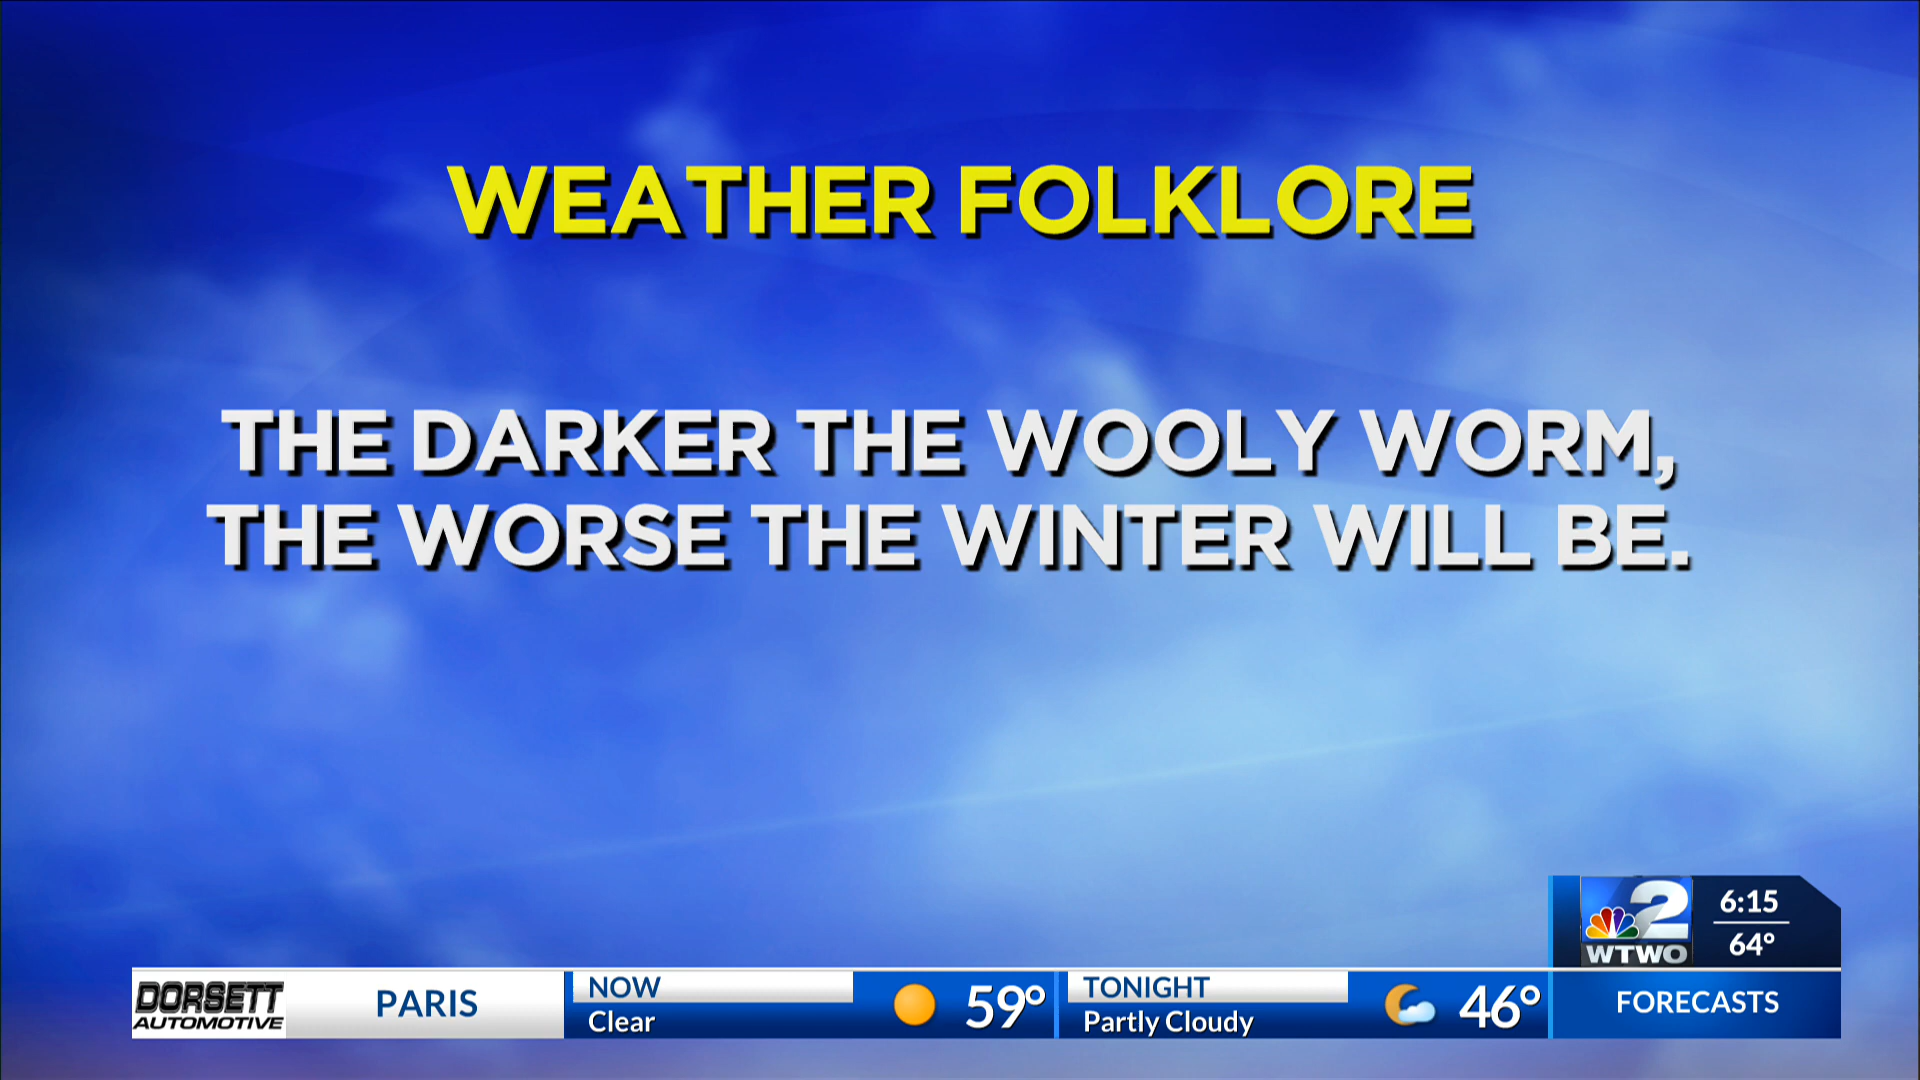 WEATHER FOLKLORE
THE DARKER THE WOOLY WORM,
THE WORSE THE WINTER WILL BE.
2
WTWO
6:15
64°
DORSETT
AUTOMOTIVE
PARIS
NOW
Clear
59°
TONIGHT
Partly Cloudy
46°
FORECASTS